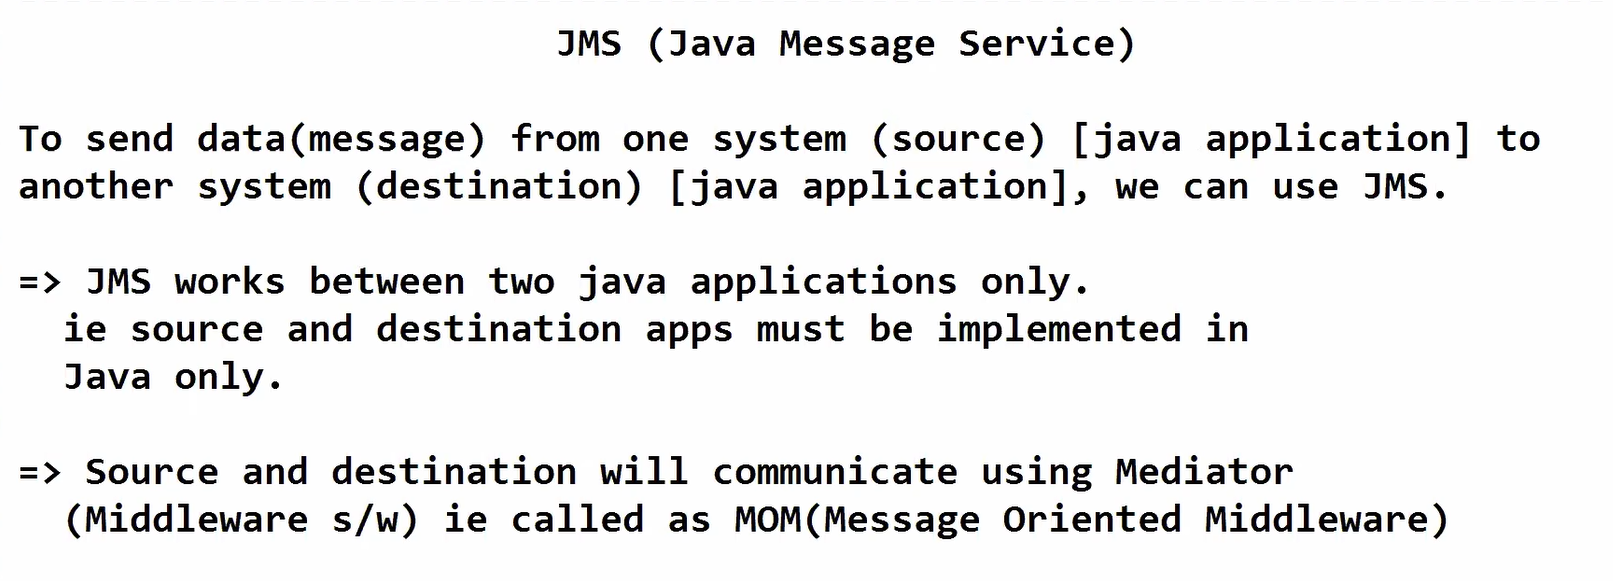 JMS (Java Message Service)
To send data(message) from one system (source) [java application] to
another system (destination) [java application], we can use JMS.
=> JMS works between two java applications only.
ie source and destination apps must be implemented in
Java only.
=> Source and destination will communicate using Mediator
(Middleware s/w) ie called as MOM(Message Oriented Middleware)